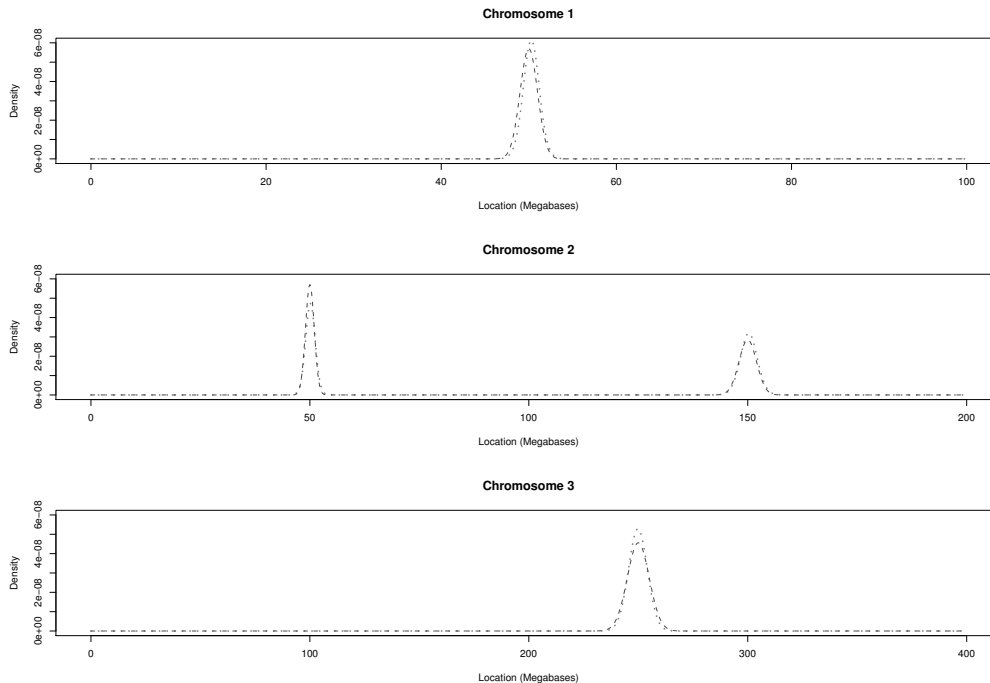 Chromosome 1
Density
0e+00 2e−08 4e−08 6e−08
0 20 40 60 80 100
Location (Megabases)
Chromosome 2
Density
0e+00 2e−08 4e−08 6e−08
0 50 100 150 200
Location (Megabases)
Chromosome 3
Density
0e+00 2e−08 4e−08 6e−08
0 100 200 300 400
Location (Megabases)